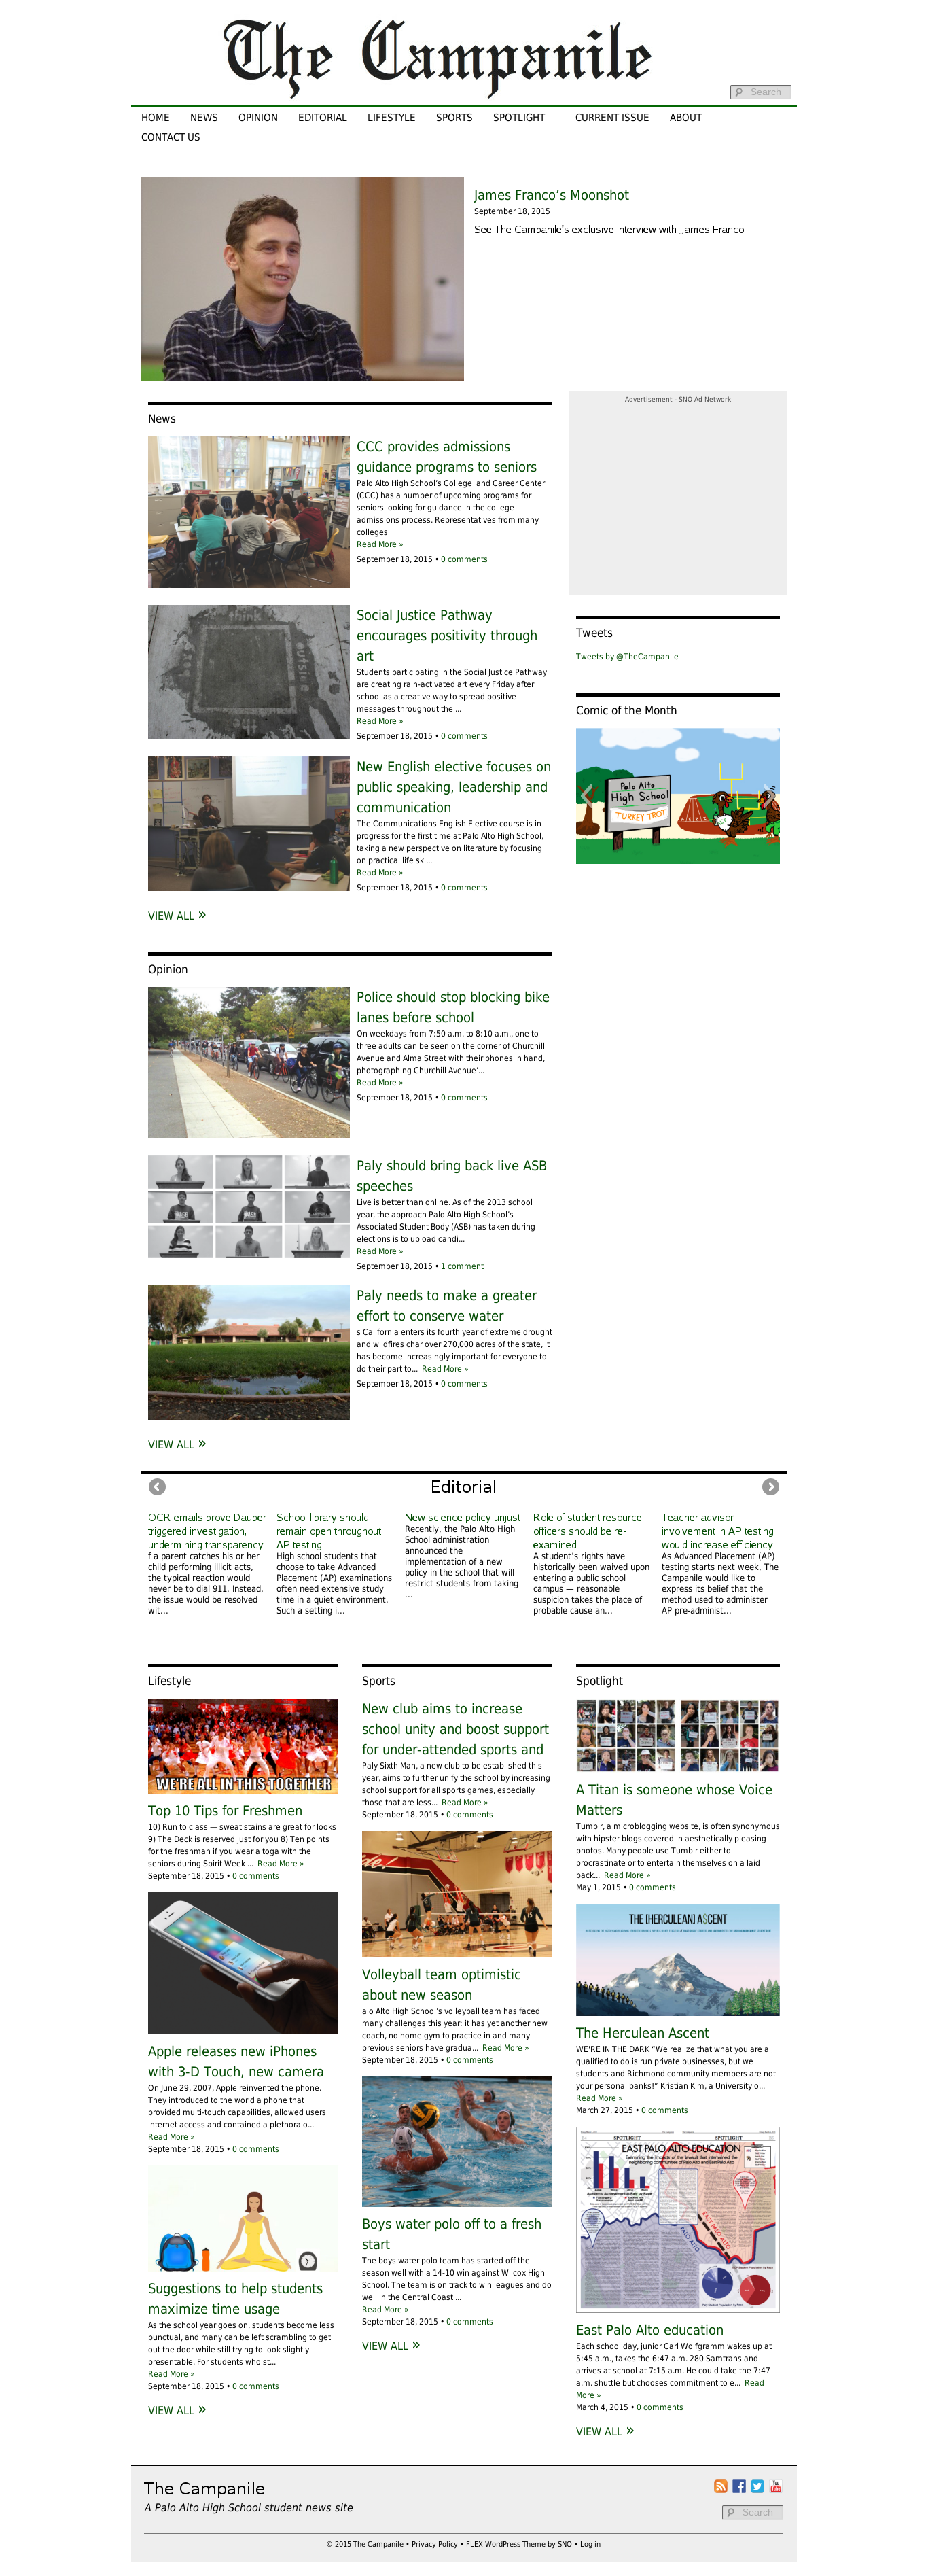 The Campanile
Search
HOME NEWS OPINION EDITORIAL LIFESTYLE SPORTS SPOTLIGHT CURRENT ISSUE ABOUT
CONTACT US
James Franco’s Moonshot
September 18, 2015
See The Campanile's exclusive interview with James Franco.
Advertisement - SNO Ad Network
News
CCC provides admissions
guidance programs to seniors
Palo Alto High School’s College and Career Center
(CCC) has a number of upcoming programs for
seniors looking for guidance in the college
admissions process. Representatives from many
colleges
Read More »
September 18, 2015 • 0 comments
think
outside
the
Social Justice Pathway
encourages positivity through
art
Students participating in the Social Justice Pathway
are creating rain-activated art every Friday after
school as a creative way to spread positive
messages throughout the ...
Read More »
September 18, 2015 • 0 comments
New English elective focuses on
public speaking, leadership and
communication
The Communications English Elective course is in
progress for the first time at Palo Alto High School,
taking a new perspective on literature by focusing
on practical life ski...
Read More »
September 18, 2015 • 0 comments
VIEW ALL »
Tweets
Tweets by @TheCampanile
Comic of the Month
Palo Alto
High School
TURKEY TROT
Opinion
Police should stop blocking bike
lanes before school
On weekdays from 7:50 a.m. to 8:10 a.m., one to
three adults can be seen on the corner of Churchill
Avenue and Alma Street with their phones in hand,
photographing Churchill Avenue’...
Read More »
September 18, 2015 • 0 comments
Paly should bring back live ASB
speeches
Live is better than online. As of the 2013 school
year, the approach Palo Alto High School’s
Associated Student Body (ASB) has taken during
elections is to upload candi...
Read More »
September 18, 2015 • 1 comment
Paly needs to make a greater
effort to conserve water
s California enters its fourth year of extreme drought
and wildfires char over 270,000 acres of the state, it
has become increasingly important for everyone to
do their part to... Read More »
September 18, 2015 • 0 comments
VIEW ALL »
Editorial
OCR emails prove Dauber
triggered investigation,
undermining transparency
f a parent catches his or her
child performing illicit acts,
the typical reaction would
never be to dial 911. Instead,
the issue would be resolved
wit...
School library should
remain open throughout
AP testing
High school students that
choose to take Advanced
Placement (AP) examinations
often need extensive study
time in a quiet environment.
Such a setting i...
New science policy unjust
Recently, the Palo Alto High
School administration
announced the
implementation of a new
policy in the school that will
restrict students from taking
...
Role of student resource
officers should be re-
examined
A student’s rights have
historically been waived upon
entering a public school
campus — reasonable
suspicion takes the place of
probable cause an...
Teacher advisor
involvement in AP testing
would increase efficiency
As Advanced Placement (AP)
testing starts next week, The
Campanile would like to
express its belief that the
method used to administer
AP pre-administ...
Lifestyle
WE'RE ALL IN THIS TOGETHER
Top 10 Tips for Freshmen
10) Run to class — sweat stains are great for looks
9) The Deck is reserved just for you 8) Ten points
for the freshman if you wear a toga with the
seniors during Spirit Week ... Read More »
September 18, 2015 • 0 comments
Apple releases new iPhones
with 3-D Touch, new camera
On June 29, 2007, Apple reinvented the phone.
They introduced to the world a phone that
provided multi-touch capabilities, allowed users
internet access and contained a plethora o...
Read More »
September 18, 2015 • 0 comments
Suggestions to help students
maximize time usage
As the school year goes on, students become less
punctual, and many can be left scrambling to get
out the door while still trying to look slightly
presentable. For students who st...
Read More »
September 18, 2015 • 0 comments
VIEW ALL »
Sports
New club aims to increase
school unity and boost support
for under-attended sports and
Paly Sixth Man, a new club to be established this
year, aims to further unify the school by increasing
school support for all sports games, especially
those that are less... Read More »
September 18, 2015 • 0 comments
Volleyball team optimistic
about new season
alo Alto High School’s volleyball team has faced
many challenges this year: it has yet another new
coach, no home gym to practice in and many
previous seniors have gradua... Read More »
September 18, 2015 • 0 comments
Boys water polo off to a fresh
start
The boys water polo team has started off the
season well with a 14-10 win against Wilcox High
School. The team is on track to win leagues and do
well in the Central Coast ...
Read More »
September 18, 2015 • 0 comments
VIEW ALL »
Spotlight
A Titan is someone whose Voice
Matters
Tumblr, a microblogging website, is often synonymous
with hipster blogs covered in aesthetically pleasing
photos. Many people use Tumblr either to
procrastinate or to entertain themselves on a laid
back... Read More »
May 1, 2015 • 0 comments
THE [HERCULEAN] A$CENT
The Herculean Ascent
WE’RE IN THE DARK “We realize that what you are all
qualified to do is run private businesses, but we
students and Richmond community members are not
your personal banks!” Kristian Kim, a University o...
Read More »
March 27, 2015 • 0 comments
SPOTLIGHT
SPOTLIGHT
EAST PALO ALTO EDUCATION
PALO ALTO
EAST PALO ALTO
East Palo Alto education
Each school day, junior Carl Wolfgramm wakes up at
5:45 a.m., takes the 6:47 a.m. 280 Samtrans and
arrives at school at 7:15 a.m. He could take the 7:47
a.m. shuttle but chooses commitment to e... Read
More »
March 4, 2015 • 0 comments
VIEW ALL »
The Campanile
A Palo Alto High School student news site
You
Search
© 2015 The Campanile • Privacy Policy • FLEX WordPress Theme by SNO • Log in